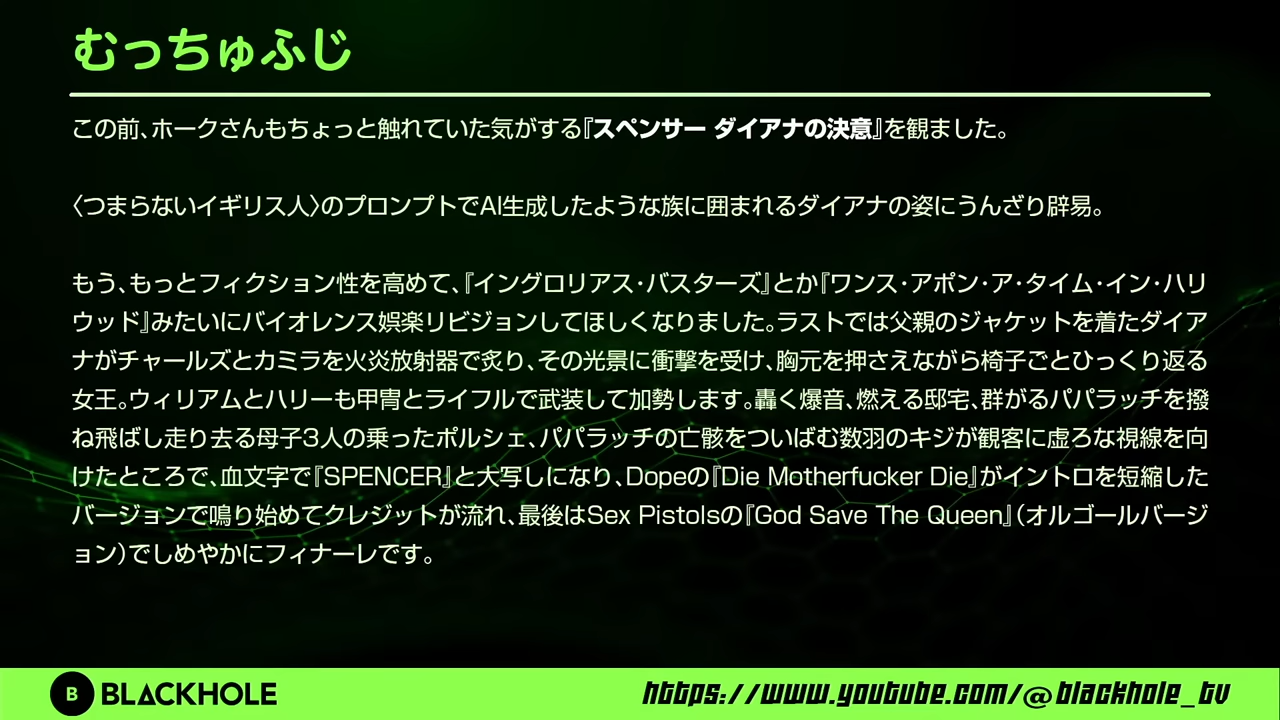 むっちゅふじ
この前、ホークさんもちょっと触れていた気がする『スペンサー ダイアナの決意』を観ました。
〈つまらないイギリス人〉のプロンプトでAI生成したような族に囲まれるダイアナの姿にうんざり辟易。
もう、もっとフィクション性を高めて、『イングロリアス・バスターズ』とか『ワンス・アポン・ア・タイム・イン・ハリ
ウッド』みたいにバイオレンス娯楽リビジョンしてほしくなりました。ラストでは父親のジャケットを着たダイア
ナがチャールズとカミラを火炎放射器で炙り、その光景に衝撃を受け、胸元を押さえながら椅子ごとひっくり返る
女王。ウィリアムとハリーも甲冑とライフルで武装して加勢します。轟く爆音、燃える邸宅、群がるパパラッチを撥
ね飛ばし走り去る母子3人の乗ったポルシェ、パパラッチの亡骸をついばむ数羽のキジが観客に虚ろな視線を向
けたところで、血文字で『SPENCER』と大写しになり、Dopeの『Die Motherfucker Die』がイントロを短縮した
バージョンで鳴り始めてクレジットが流れ、最後はSex Pistolsの『God Save The Queen』（オルゴールバージ
ョン）でしめやかにフィナーレです。
B BLACKHOLE
https://www.youtube.com/@blackhole_tv